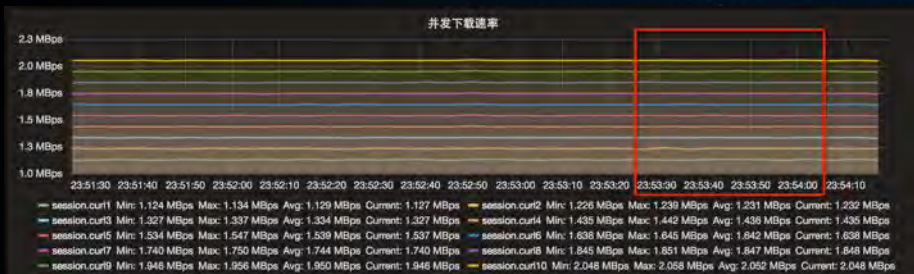 并发下载速率
2.3 MBps
2.0 MBps
1.8 MBps
1.5 MBps
1.3 MBps
1.0 MBps
23:51:30 23:51:40 23:51:50 23:52:00 23:52:10 23:52:20 23:52:30 23:52:40 23:52:50 23:53:00 23:53:10 23:53:20 23:53:30 23:53:40 23:53:50 23:54:00 23:54:10
session.curl1 Min: 1.124 MBps Max: 1.134 MBps Avg: 1.129 MBps Current: 1.127 MBps session.curl2 Min: 1.226 MBps Max: 1.239 MBps Avg: 1.231 MBps Current: 1.232 MBps
session.curl3 Min: 1.327 MBps Max: 1.337 MBps Avg: 1.334 MBps Current: 1.327 MBps session.curl4 Min: 1.435 MBps Max: 1.442 MBps Avg: 1.436 MBps Current: 1.435 MBps
session.curl5 Min: 1.534 MBps Max: 1.547 MBps Avg: 1.539 MBps Current: 1.537 MBps session.curl6 Min: 1.638 MBps Max: 1.645 MBps Avg: 1.642 MBps Current: 1.638 MBps
session.curl7 Min: 1.740 MBps Max: 1.750 MBps Avg: 1.744 MBps Current: 1.740 MBps session.curl8 Min: 1.845 MBps Max: 1.851 MBps Avg: 1.847 MBps Current: 1.848 MBps
session.curl9 Min: 1.946 MBps Max: 1.956 MBps Avg: 1.950 MBps Current: 1.946 MBps session.curl10 Min: 2.048 MBps Max: 2.058 MBps Avg: 2.052 MBps Current: 2.048 MBps